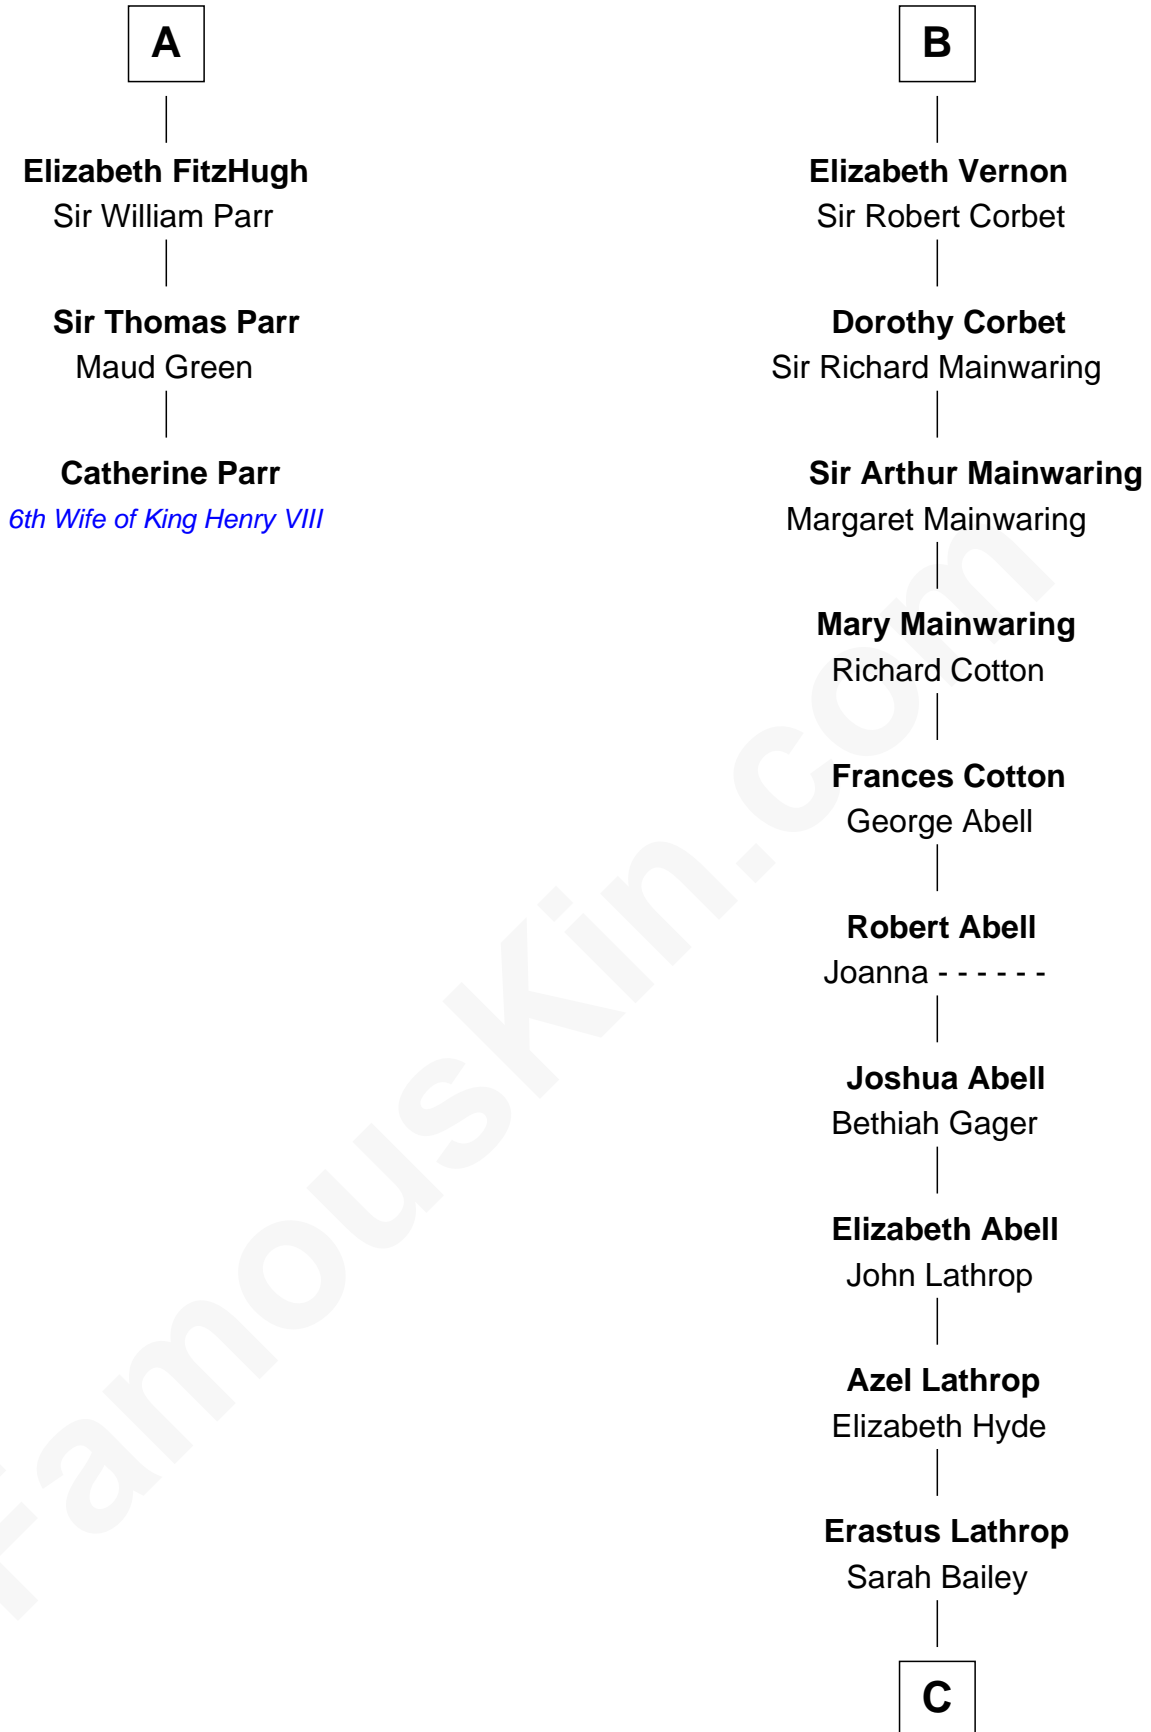 A
Elizabeth FitzHugh
Sir William Parr
Sir Thomas Parr
Maud Green
Catherine Parr
6th Wife of King Henry VIII
B
Elizabeth Vernon
Sir Robert Corbet
Dorothy Corbet
Sir Richard Mainwaring
Sir Arthur Mainwaring
Margaret Mainwaring
Mary Mainwaring
Richard Cotton
Frances Cotton
George Abell
Robert Abell
Joanna - - - - - -
Joshua Abell
Bethiah Gager
Elizabeth Abell
John Lathrop
Azel Lathrop
Elizabeth Hyde
Erastus Lathrop
Sarah Bailey
C
FamousKin.com